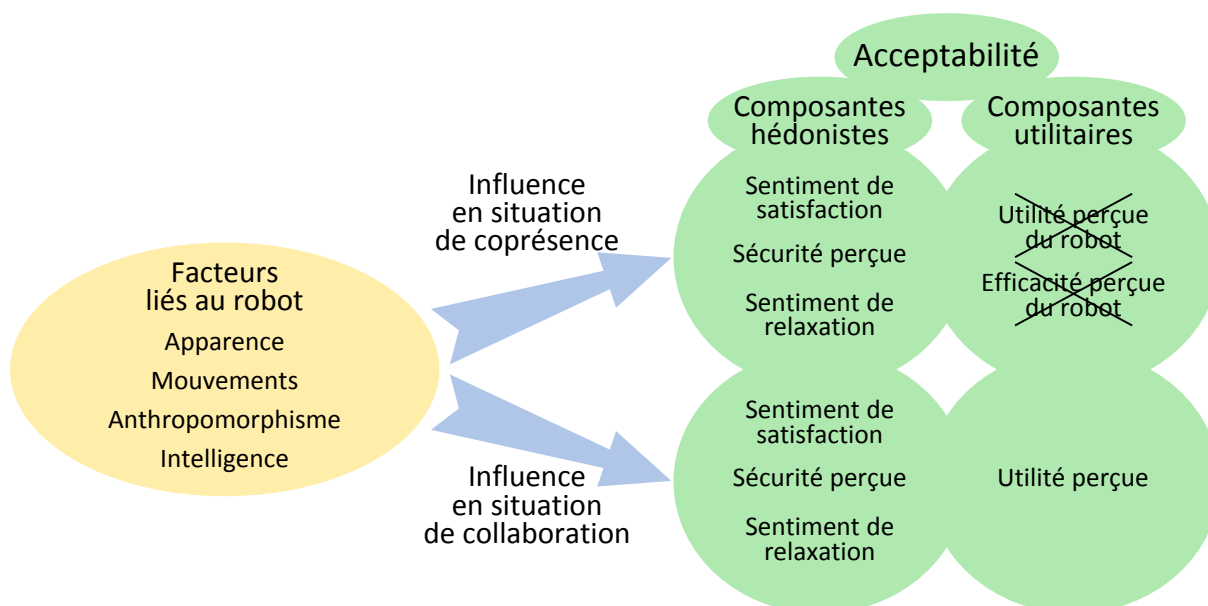 Acceptabilité
Composantes
hédonistes
Composantes
utilitaires
Influence
en situation
de coprésence
Sentiment de
satisfaction
Sécurité perçue
Sentiment de
relaxation
Utilité perçue
du robot
Efficacité perçue
du robot
Facteurs
liés au robot
Apparence
Mouvements
Anthropomorphisme
Intelligence
Influence
en situation
de collaboration
Sentiment de
satisfaction
Sécurité perçue
Sentiment de
relaxation
Utilité perçue